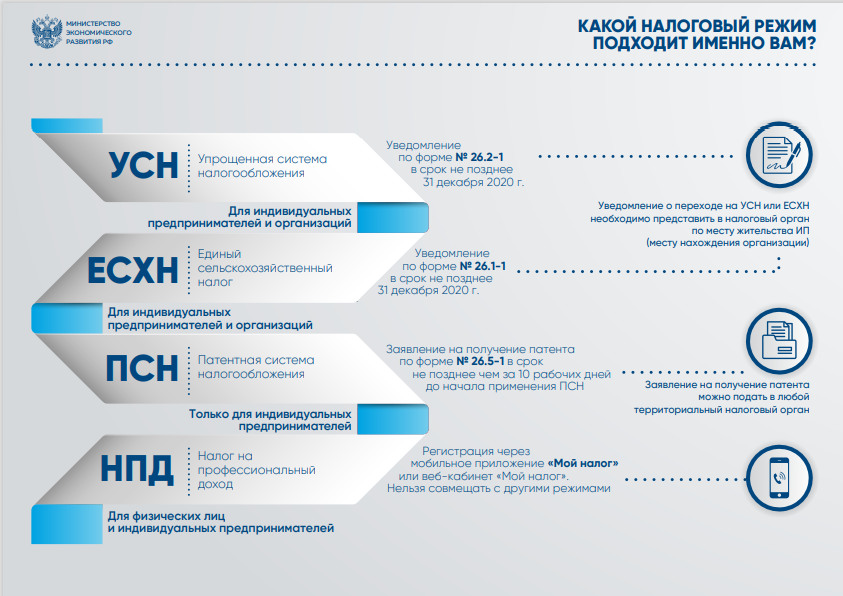 МИНИСТЕРСТВО
ЭКОНОМИЧЕСКОГО
РАЗВИТИЯ РФ
КАКОЙ НАЛОГОВЫЙ РЕЖИМ
ПОДХОДИТ ИМЕННО ВАМ?
УСН
Упрощенная система
налогообложения
Уведомление
по форме № 26.2-1
в срок не позднее
31 декабря 2020 г.
Для индивидуальных
предпринимателей и организаций
Уведомление о переходе на УСН или ЕСХН
необходимо представить в налоговый орган
по месту жительства ИП
(месту нахождения организации)
ЕСХН
Единый
сельскохозяйственный
налог
Уведомление
по форме № 26.1-1
в срок не позднее
31 декабря 2020 г.
Для индивидуальных
предпринимателей и организаций
ПСН
Патентная система
налогообложения
Заявление на получение патента
по форме № 26.5-1 в срок
не позднее чем за 10 рабочих дней
до начала применения ПСН
Заявление на получение патента
можно подать в любой
территориальный налоговый орган
Только для индивидуальных
предпринимателей
НПД
Налог на
профессиональный
доход
Регистрация через
мобильное приложение «Мой налог»
или веб-кабинет «Мой налог».
Нельзя совмещать с другими режимами
Для физических лиц
и индивидуальных предпринимателей